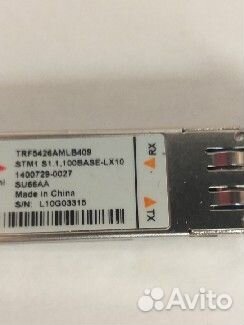 TRF5426AMLB409
STM1 S1.1,100BASE-LX10
1400729-0027
SU66AA
Made in China
S/N: L10G03315
RX
TX
Avito